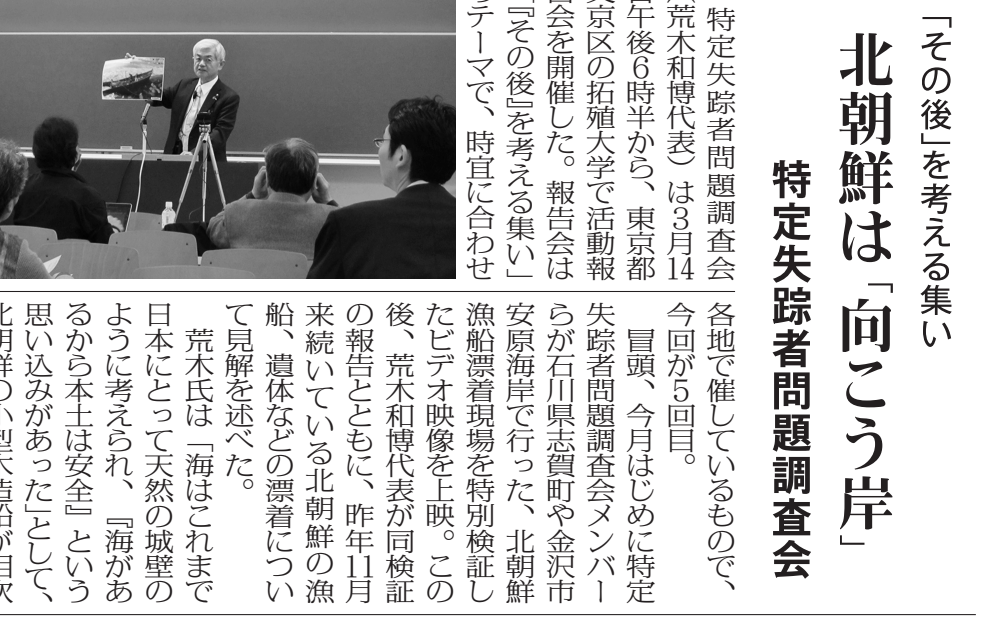 「その後」を考える集い
北朝鮮は「向こう岸」
特定失踪者問題調査会
特定失踪者問題調査会
（荒木和博代表）は３月14
日午後６時半から、東京都
文京区の拓殖大学で活動報
告会を開催した。報告会は
「『その後』を考える集い」
のテーマで、時宜に合わせ
各地で催しているもので、
今回が５回目。
冒頭、今月はじめに特定
失踪者問題調査会メンバー
らが石川県志賀町や金沢市
安原海岸で行った、北朝鮮
漁船漂着現場を特別検証し
たビデオ映像を上映。この
後、荒木和博代表が同検証
の報告とともに、昨年11月
来続いている北朝鮮の漁
船、遺体などの漂着につい
て見解を述べた。
荒木氏は「海はこれまで
日本にとって天然の城壁の
ように考えられ、『海があ
るから本土は安全』という
思い込みがあった」として、
北朝鮮の小型木造船が